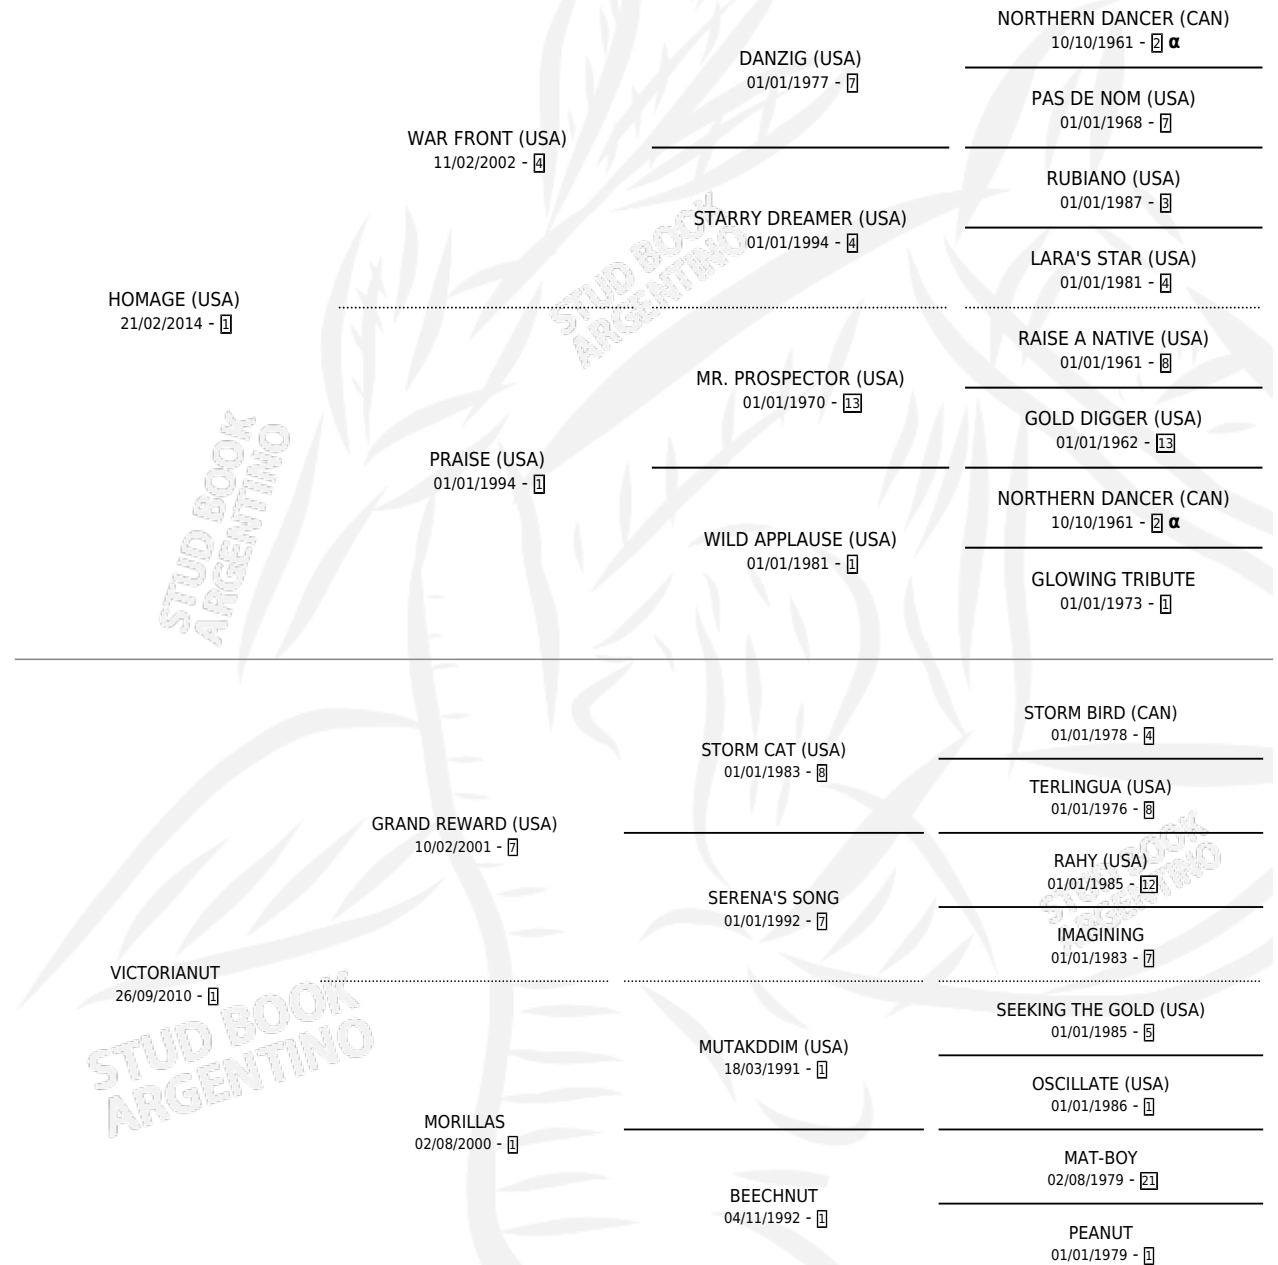 HOMAGE (USA)
21/02/2014 - 1
WAR FRONT (USA)
11/02/2002 - 4
DANZIG (USA)
01/01/1977 - 7
NORTHERN DANCER (CAN)
10/10/1961 - 2 α
PAS DE NOM (USA)
01/01/1968 - 7
STARRY DREAMER (USA)
01/01/1994 - 4
RUBIANO (USA)
01/01/1987 - 3
LARA'S STAR (USA)
01/01/1981 - 4
PRAISE (USA)
01/01/1994 - 1
MR. PROSPECTOR (USA)
01/01/1970 - 13
RAISE A NATIVE (USA)
01/01/1961 - 8
GOLD DIGGER (USA)
01/01/1962 - 13
WILD APPLAUSE (USA)
01/01/1981 - 1
NORTHERN DANCER (CAN)
10/10/1961 - 2 α
GLOWING TRIBUTE
01/01/1973 - 1
VICTORIANUT
26/09/2010 - 1
GRAND REWARD (USA)
10/02/2001 - 7
STORM CAT (USA)
01/01/1983 - 8
STORM BIRD (CAN)
01/01/1978 - 4
TERLINGUA (USA)
01/01/1976 - 8
SERENA'S SONG
01/01/1992 - 7
RAHY (USA)
01/01/1985 - 12
IMAGINING
01/01/1983 - 7
MORILLAS
02/08/2000 - 1
MUTAKDDIM (USA)
18/03/1991 - 1
SEEKING THE GOLD (USA)
01/01/1985 - 5
OSCILLATE (USA)
01/01/1986 - 1
BEECHNUT
04/11/1992 - 1
MAT-BOY
02/08/1979 - 21
PEANUT
01/01/1979 - 1
STUD BOOK
ARGENTINO
STUD BOOK
ARGENTINO
STUD BOOK
ARGENTINO
STUD BOOK
ARGENTINO